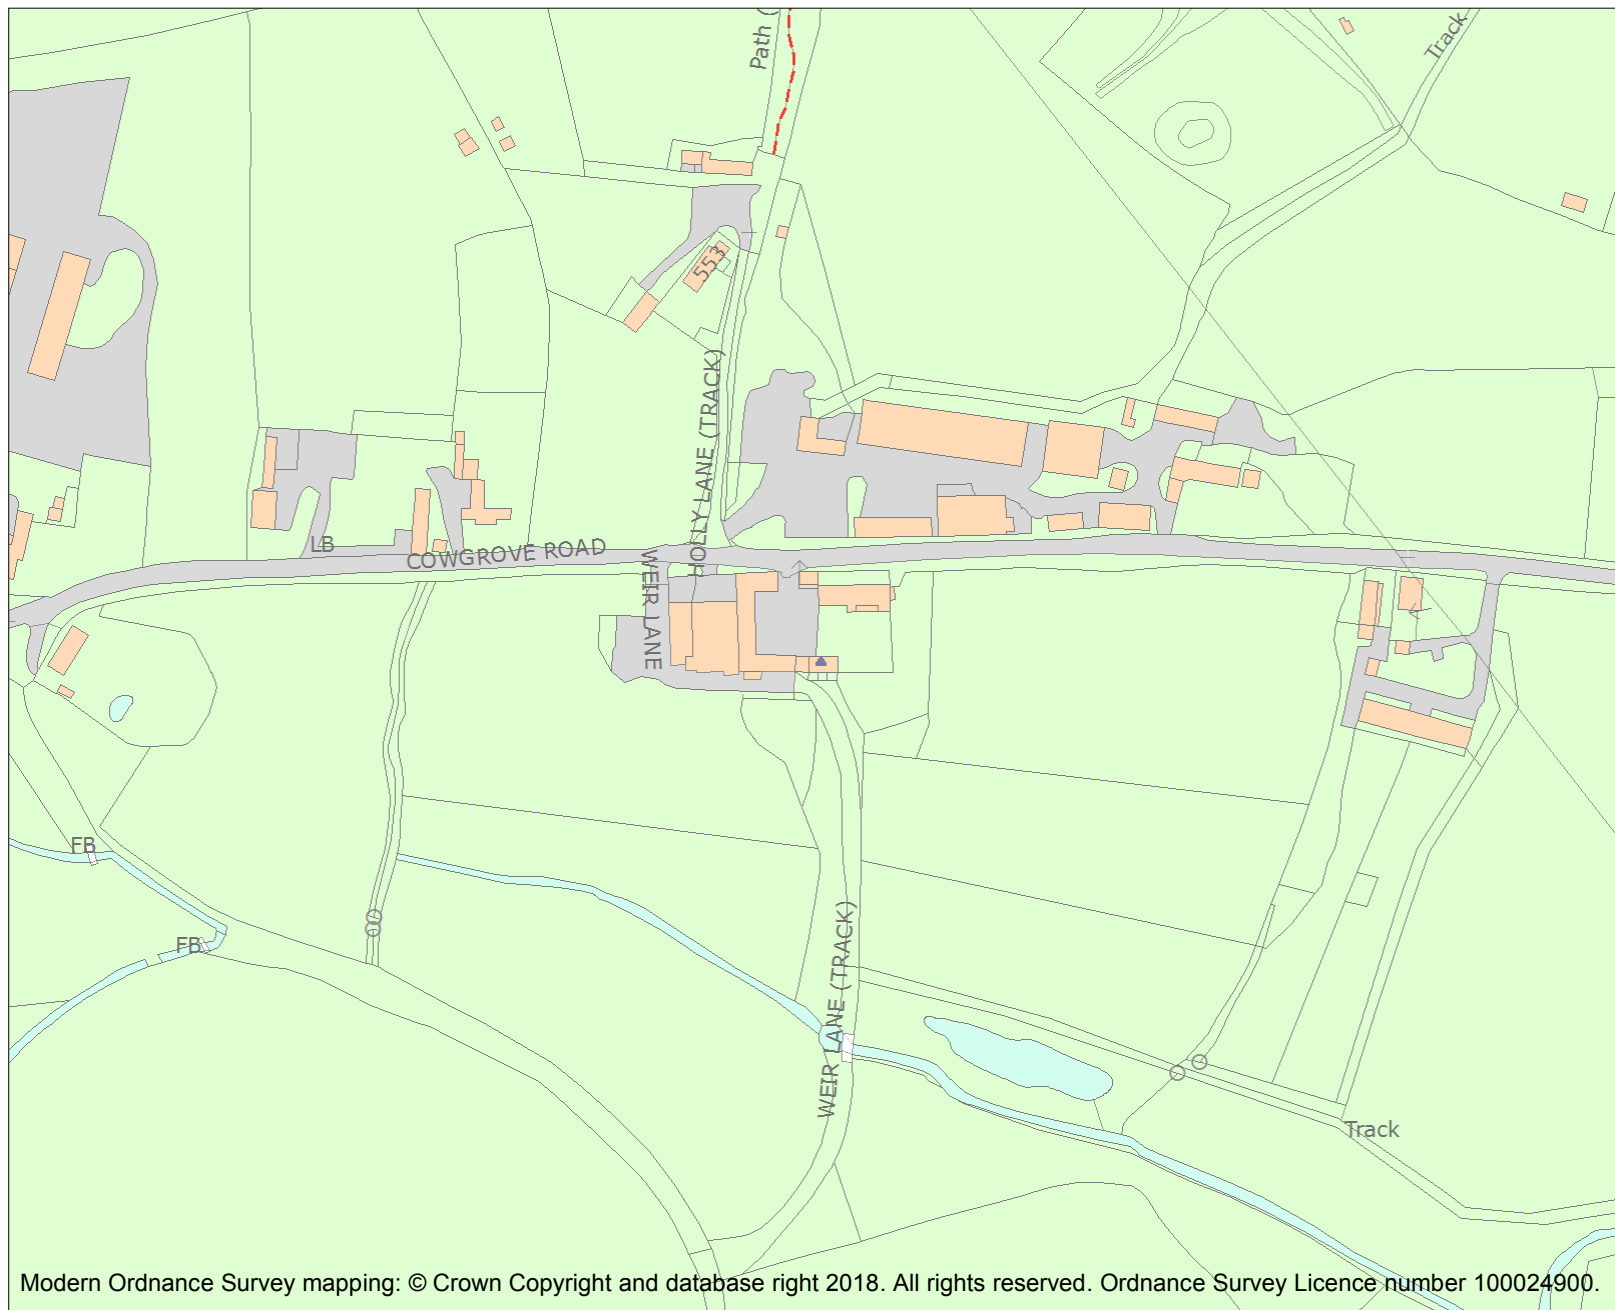 Path (
Track
553
HOLLY LANE (TRACK)
LB
COWGROVE ROAD
WEIR LANE
FB
FB
WEIR LANE (TRACK)
Track
Modern Ordnance Survey mapping: © Crown Copyright and database right 2018. All rights reserved. Ordnance Survey Licence number 100024900.